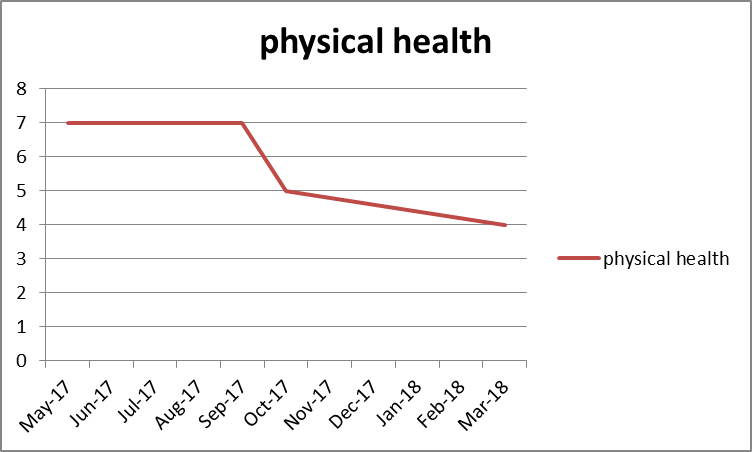 physical health
8
7
6
5
4
3
2
1
0
May-17
Jun-17
Jul-17
Aug-17
Sep-17
Oct-17
Nov-17
Dec-17
Jan-18
Feb-18
Mar-18
physical health